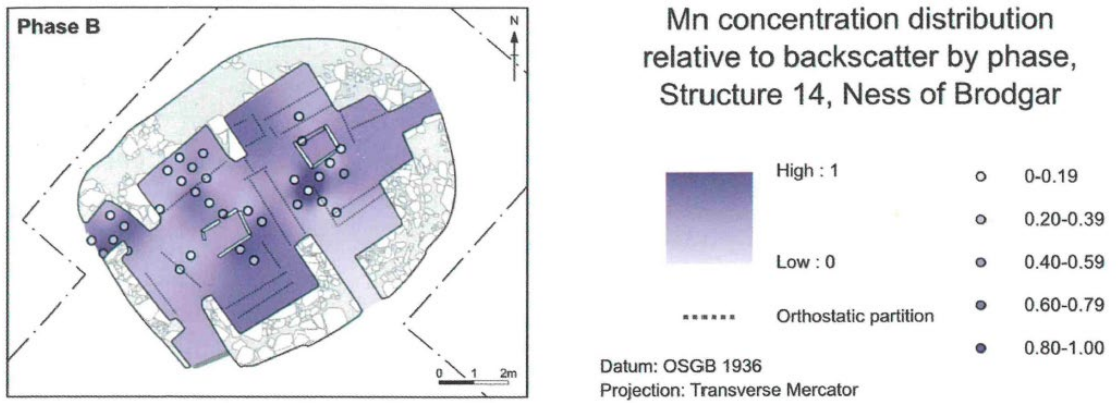 Phase B
N
0 1 2m
Mn concentration distribution
relative to backscatter by phase,
Structure 14, Ness of Brodgar
High : 1
Low : 0
Orthostatic partition
0-0.19
0.20-0.39
0.40-0.59
0.60-0.79
0.80-1.00
Datum: OSGB 1936
Projection: Transverse Mercator